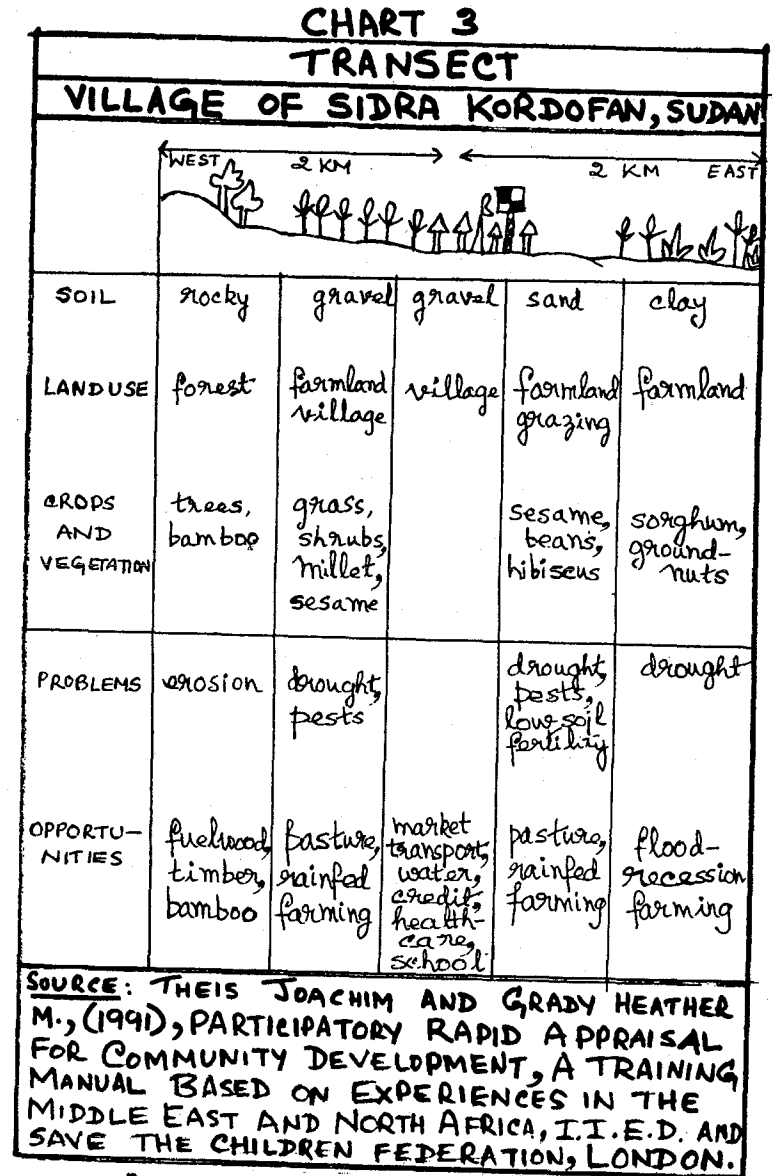 CHART 3
TRANSECT
VILLAGE OF SIDRA KORDOFAN, SUDAN
WEST 2 KM 2 KM EAST
SOIL rocky gravel gravel sand clay
LAND USE forest farmland village farmland farmland
village grazing
CROPS trees, grass, sesame, sorghum,
AND bamboo shrubs, beans, ground-
VEGETATION millet, hibiscus nuts
sesame
PROBLEMS erosion drought, drought, drought
pests pests,
low soil
fertility
OPPORTU- fuelwood, pasture, market pasture, flood-
NITIES timber, rainfed transport, rainfed recession
bamboo farming water, farming farming
credit,
health-
care,
school
SOURCE: THEIS JOACHIM AND GRADY HEATHER
M., (1991), PARTICIPATORY RAPID APPRAISAL
FOR COMMUNITY DEVELOPMENT, A TRAINING
MANUAL BASED ON EXPERIENCES IN THE
MIDDLE EAST AND NORTH AFRICA, I.I.E.D. AND
SAVE THE CHILDREN FEDERATION, LONDON.